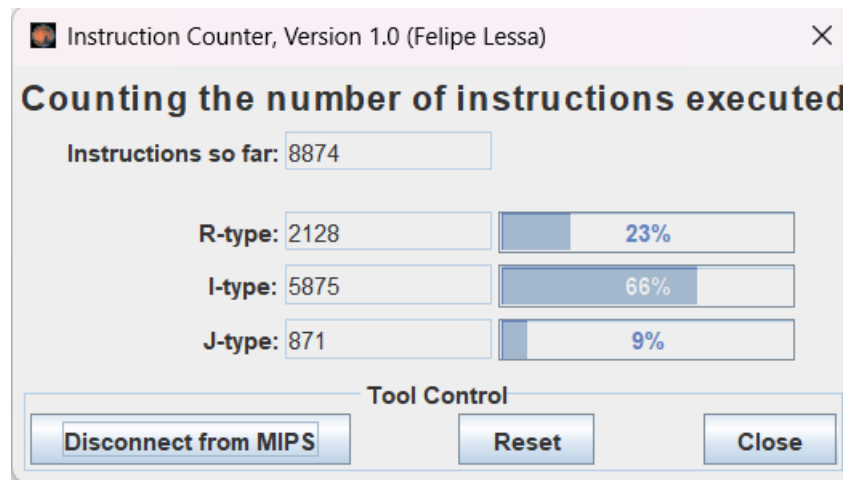 Instruction Counter, Version 1.0 (Felipe Lessa)
Counting the number of instructions executed
Instructions so far: 8874
R-type: 2128 23%
I-type: 5875 66%
J-type: 871 9%
Tool Control
Disconnect from MIPS Reset Close